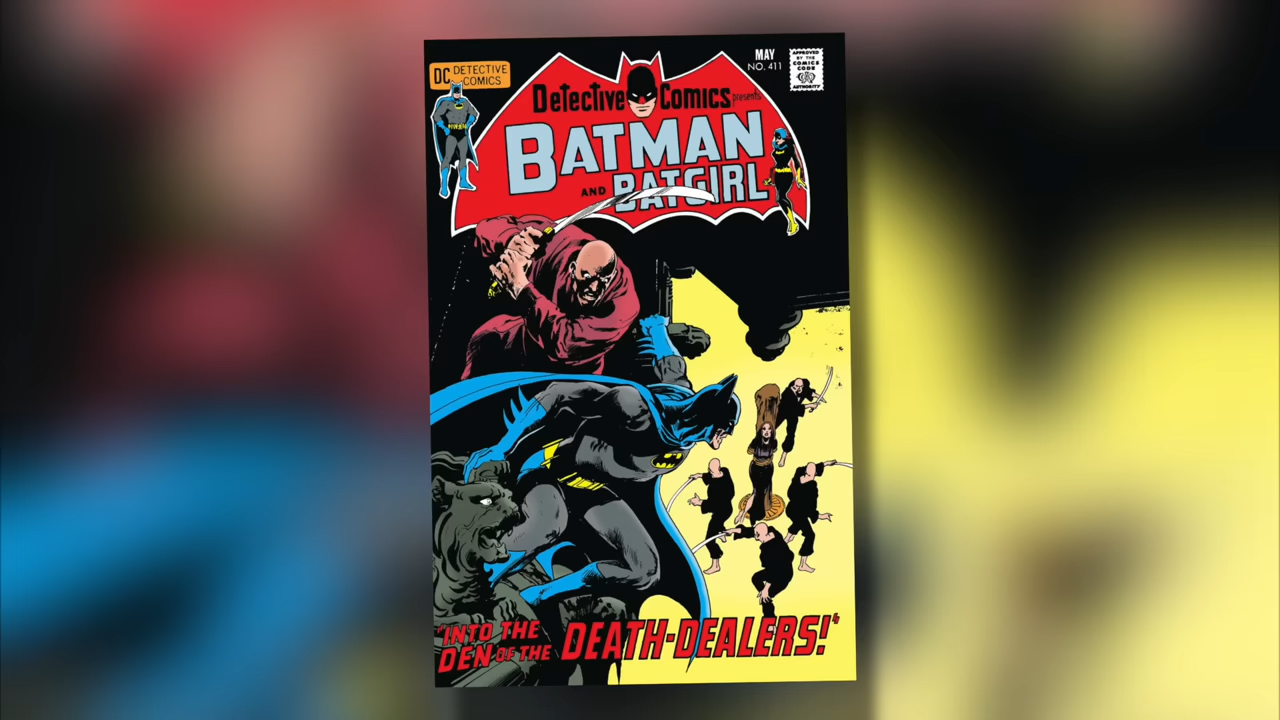 DC DETECTIVE COMICS
MAY
NO. 411
APPROVED
BY THE
COMICS
CODE
AUTHORITY
Detective Comics presents
BATMAN
AND BATGIRL
"INTO THE
DEN OF THE DEATH-DEALERS!"